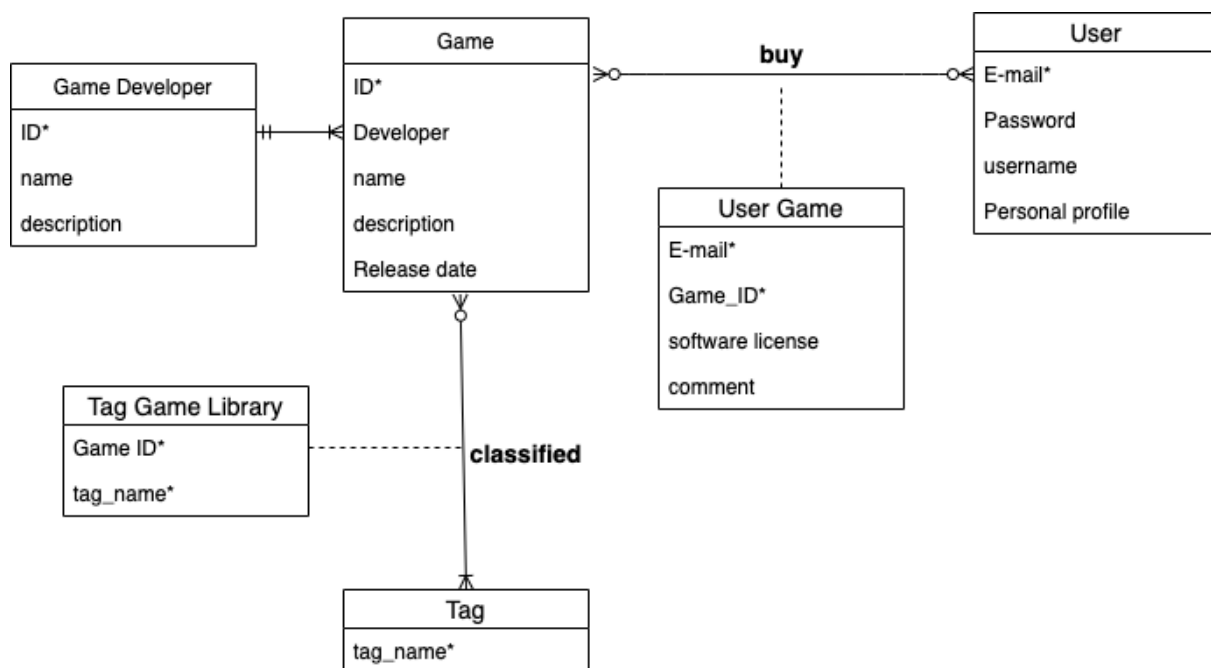 Game Developer
ID*
name
description
Game
ID*
Developer
name
description
Release date
buy
User
E-mail*
Password
username
Personal profile
User Game
E-mail*
Game_ID*
software license
comment
Tag Game Library
Game ID*
tag_name*
classified
Tag
tag_name*